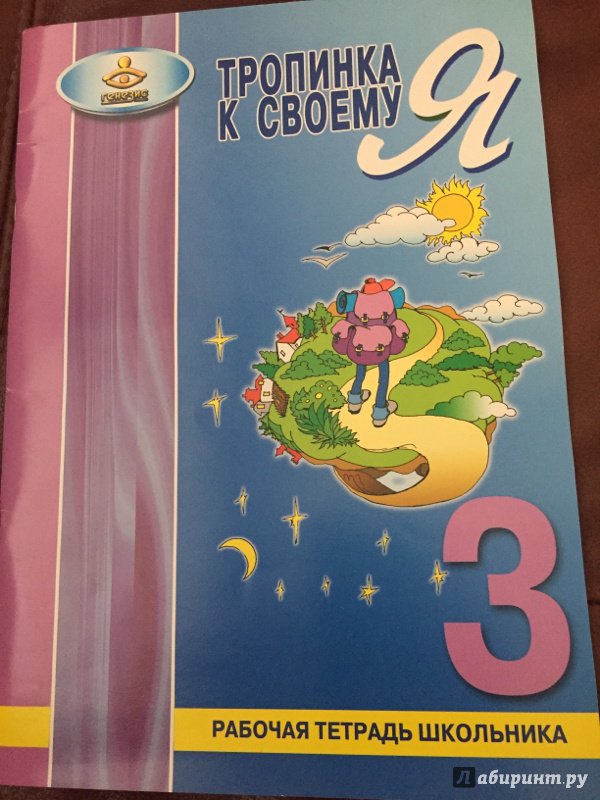 генезис
ТРОПИНКА
К СВОЕМУ
Я
3
РАБОЧАЯ ТЕТРАДЬ ШКОЛЬНИКА
Лабиринт.ру